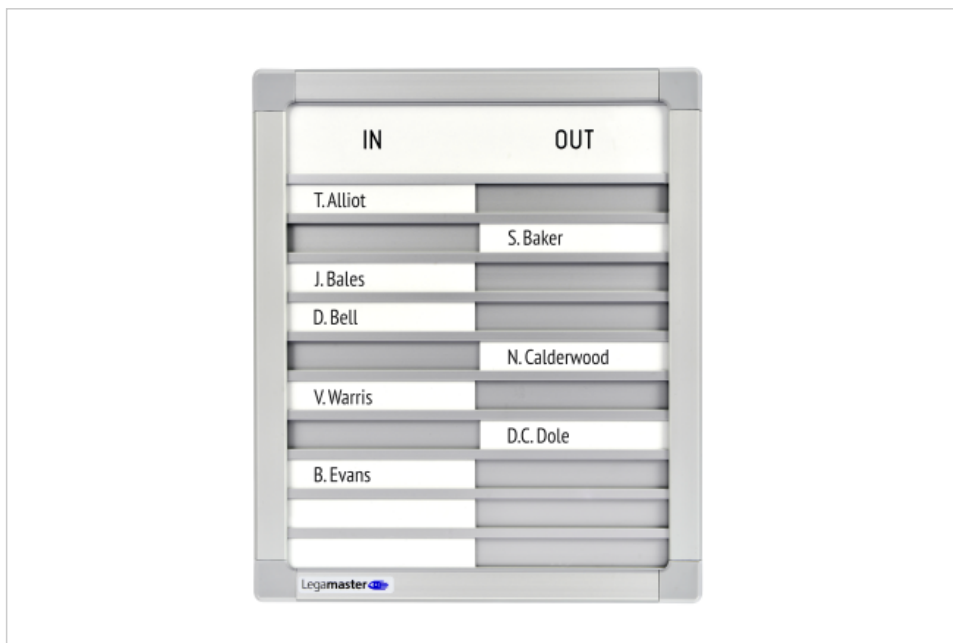 IN OUT
T. Alliot
S. Baker
J. Bales
D. Bell
N. Calderwood
V. Warris
D.C. Dole
B. Evans
Legamaster